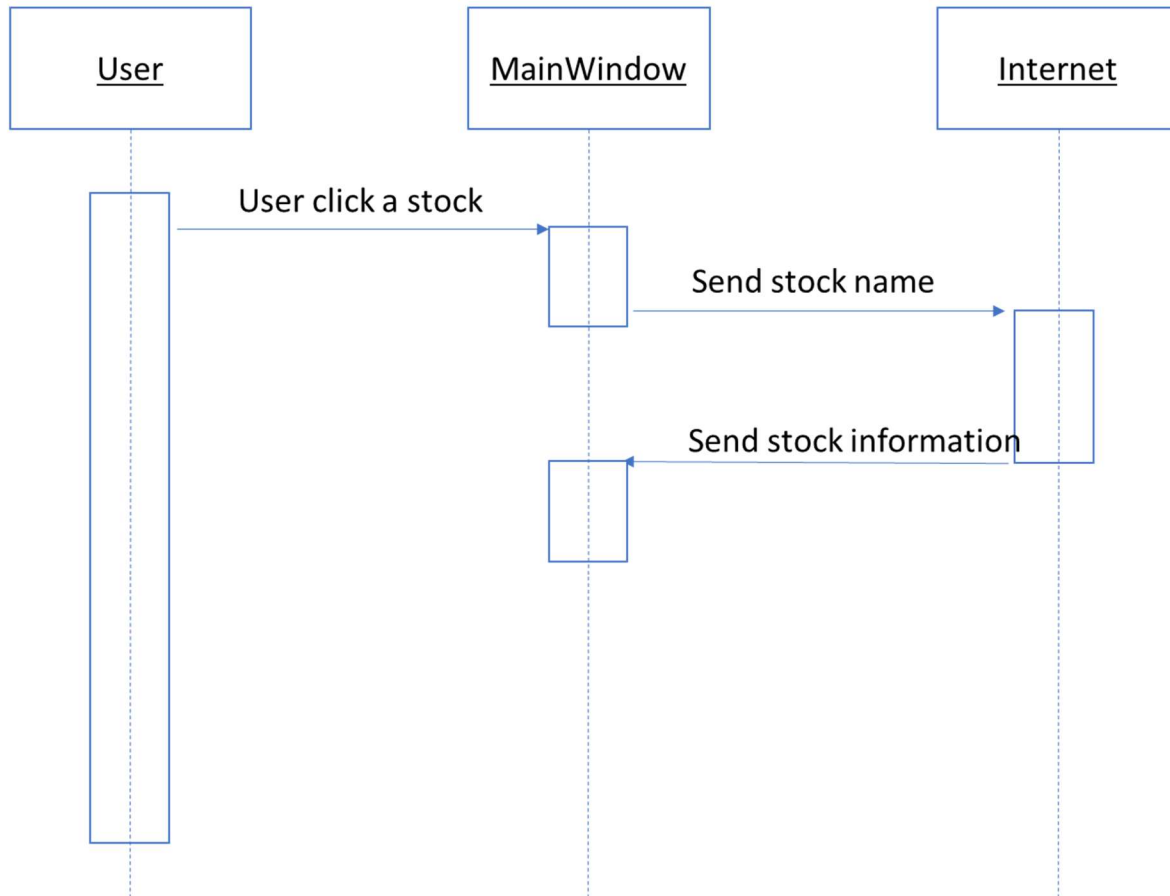 User
MainWindow
Internet
User click a stock
Send stock name
Send stock information